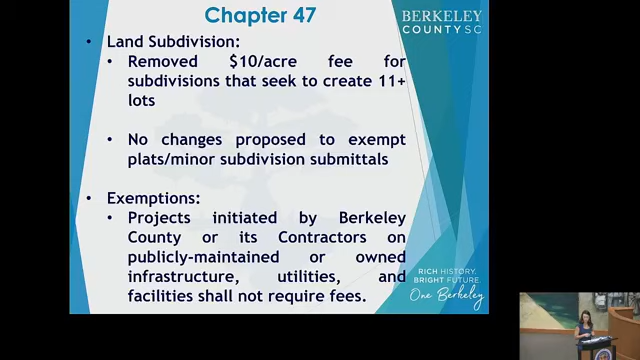 Chapter 47
BERKELEY
COUNTY SC
• Land Subdivision:
• Removed $10/acre fee for
subdivisions that seek to create 11+
lots
• No changes proposed to exempt
plats/minor subdivision submittals
• Exemptions:
• Projects initiated by Berkeley
County or its Contractors on
publicly-maintained or owned
infrastructure, utilities, and
facilities shall not require fees.
RICH HISTORY.
BRIGHT FUTURE.
One Berkeley